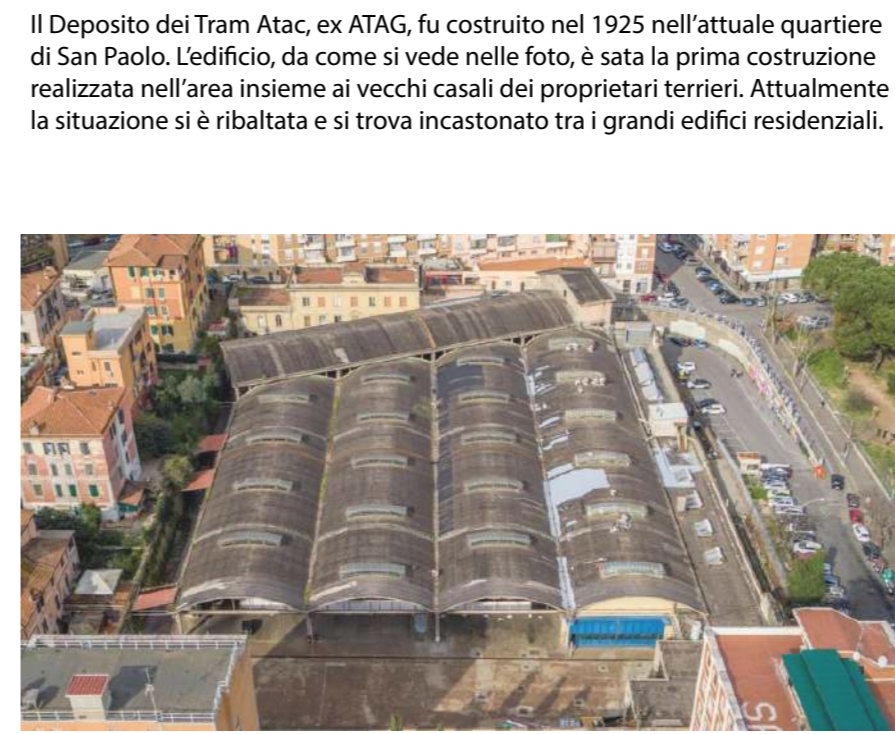 Il Deposito dei Tram Atac, ex ATAG, fu costruito nel 1925 nell'attuale quartiere
di San Paolo. L'edificio, da come si vede nelle foto, è sata la prima costruzione
realizzata nell'area insieme ai vecchi casali dei proprietari terrieri. Attualmente
la situazione si è ribaltata e si trova incastonato tra i grandi edifici residenziali.